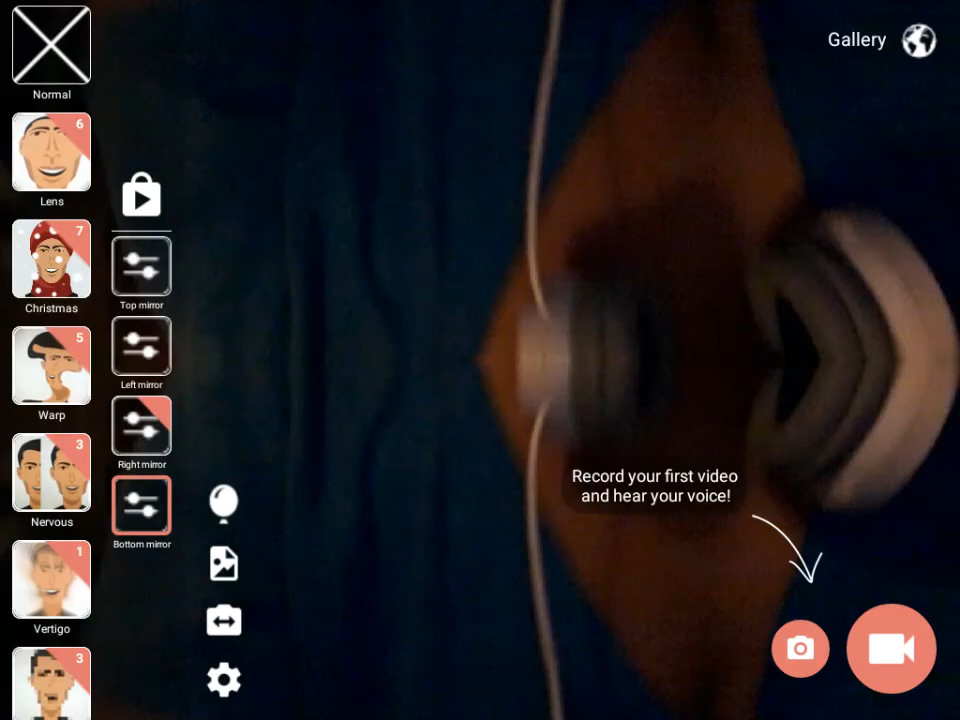 Gallery
Normal
6
Lens
7
Christmas
5
Warp
3
Nervous
1
Vertigo
3
Top mirror
Left mirror
Right mirror
Bottom mirror
Record your first video
and hear your voice!